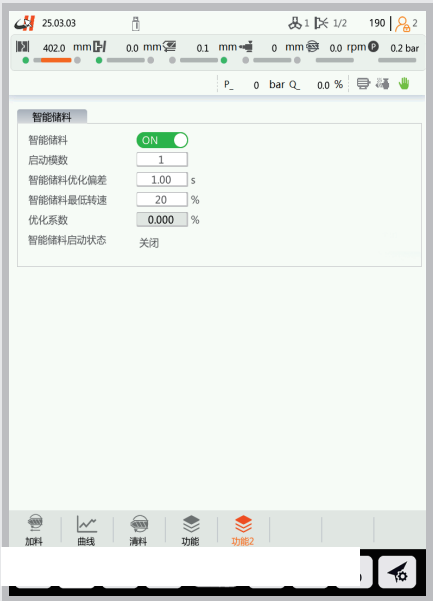 25.03.03 1 1/2 190 2
402.0 mm 0.0 mm 0.1 mm 0 mm 0.0 rpm P 0.2 bar
P_ 0 bar Q_ 0.0 %
智能储料
智能储料 ON
启动模数 1
智能储料优化偏差 1.00 s
智能储料最低转速 20 %
优化系数 0.000 %
智能储料启动状态 关闭
加料 曲线 清料 功能 功能2